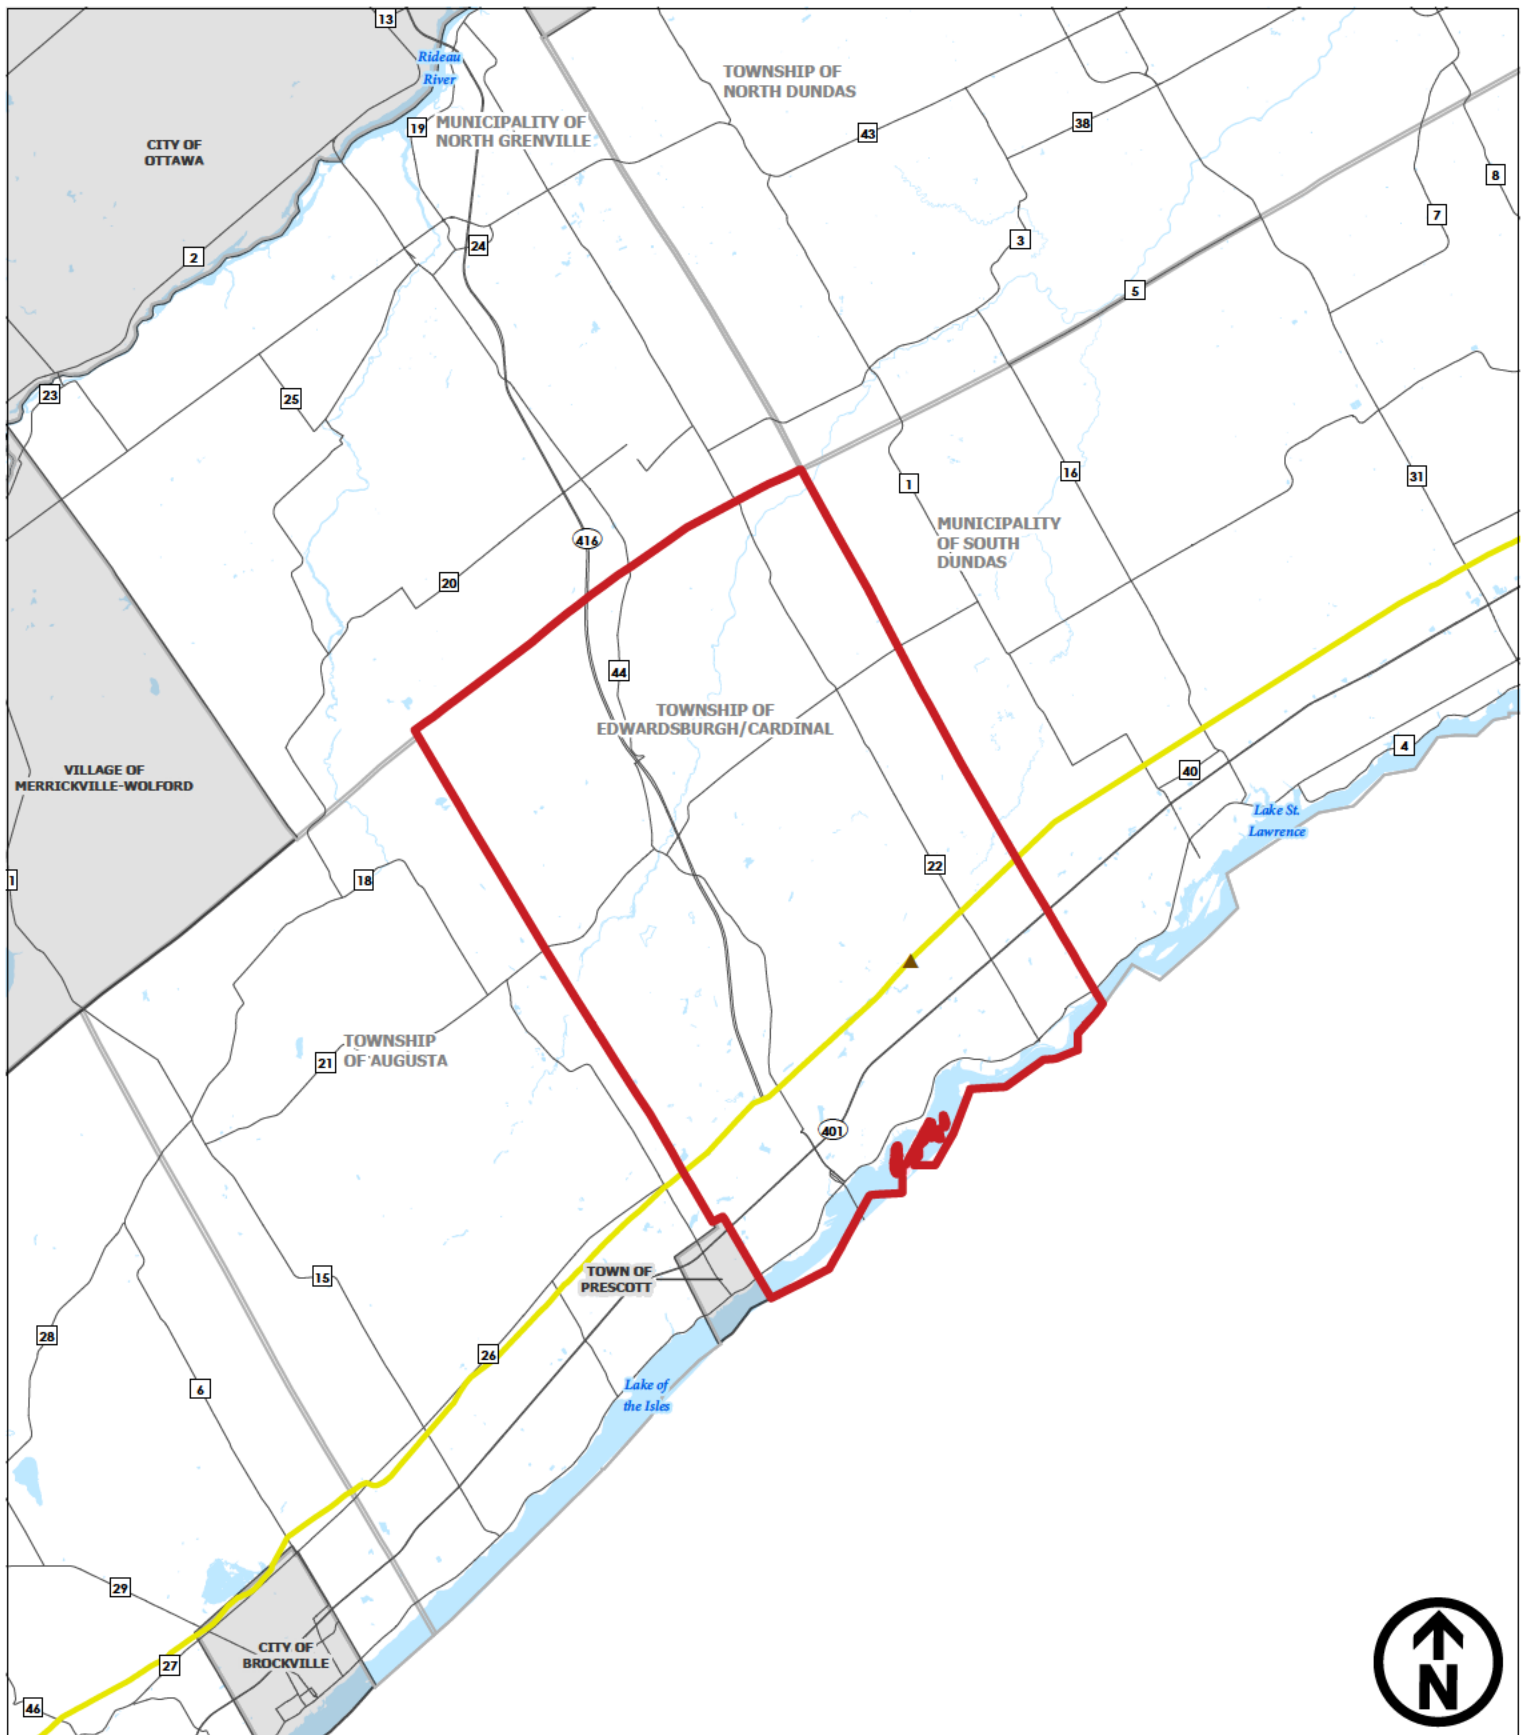 13
Rideau
River
TOWNSHIP OF
NORTH DUNDAS
19
MUNICIPALITY OF
NORTH GRENVILLE
43
38
CITY OF
OTTAWA
8
7
2
24
3
5
23
25
16
31
1
416
MUNICIPALITY
OF SOUTH
DUNDAS
20
44
TOWNSHIP OF
EDWARDSBURGH/CARDINAL
4
VILLAGE OF
MERRICKVILLE-WOLFORD
40
Lake St.
Lawrence
22
1
18
TOWNSHIP
OF AUGUSTA
21
401
TOWN OF
PRESCOTT
15
28
26
6
Lake of
the Isles
29
CITY OF
BROCKVILLE
27
46
N